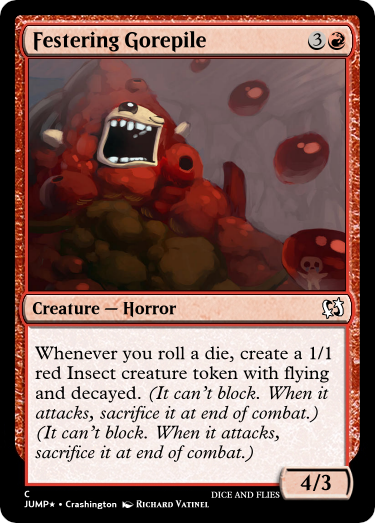 Festering Gorepile 3
Creature — Horror
Whenever you roll a die, create a 1/1
red Insect creature token with flying
and decayed. (It can't block. When it
attacks, sacrifice it at end of combat.)
(It can't block. When it attacks,
sacrifice it at end of combat.)
4/3
C DICE AND FLIES
JUMP★ • Crashington Richard Vatinel